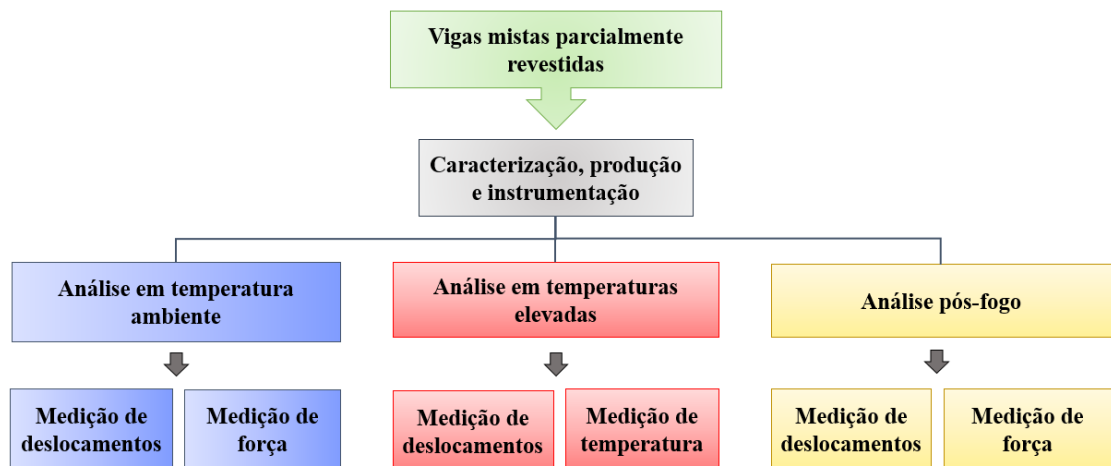 Vigas mistas parcialmente
revestidas
Caracterização, produção
e instrumentação
Análise em temperatura
ambiente
Análise em temperaturas
elevadas
Análise pós-fogo
Medição de
deslocamentos
Medição de
força
Medição de
deslocamentos
Medição de
temperatura
Medição de
deslocamentos
Medição de
força